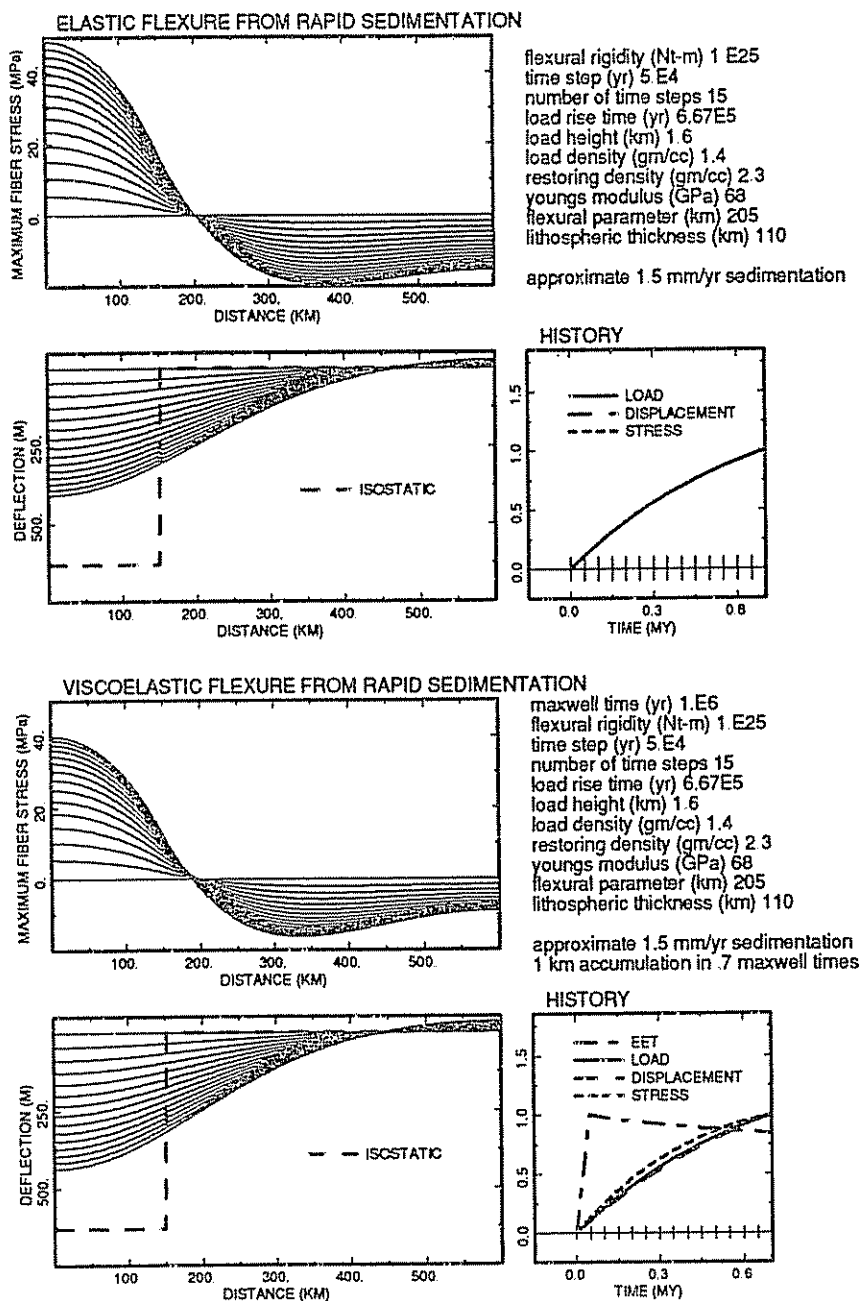 ELASTIC FLEXURE FROM RAPID SEDIMENTATION
MAXIMUM FIBER STRESS (MPa)
40.
20
0.
100.
200.
300.
400.
500.
DISTANCE (KM)
flexural rigidity (Nt-m) 1 E25
time step (yr) 5.E4
number of time steps 15
load rise time (yr) 6.67E5
load height (km) 1.6
load density (gm/cc) 1.4
restoring density (gm/cc) 2.3
youngs modulus (GPa) 68
flexural parameter (km) 205
lithospheric thickness (km) 110
approximate 1.5 mm/yr sedimentation
DEFLECTION (M)
250.
500.
ISOSTATIC
100.
200.
300.
400.
500.
DISTANCE (KM)
HISTORY
LOAD
DISPLACEMENT
STRESS
1.5
1.0
0.5
0.0
0.0
0.3
0.6
TIME (MY)
VISCOELASTIC FLEXURE FROM RAPID SEDIMENTATION
MAXIMUM FIBER STRESS (MPa)
40.
20
0.
100
200.
300.
400.
500.
DISTANCE (KM)
maxwell time (yr) 1.E6
flexural rigidity (Nt-m) 1.E25
time step (yr) 5.E4
number of time steps 15
load rise time (yr) 6.67E5
load height (km) 1.6
load density (gm/cc) 1.4
restoring density (gm/cc) 2.3
youngs modulus (GPa) 68
flexural parameter (km) 205
lithospheric thickness (km) 110
approximate 1.5 mm/yr sedimentation
1 km accumulation in .7 maxwell times
DEFLECTION (M)
250.
500.
ISOSTATIC
100
200.
300.
400.
500.
DISTANCE (KM)
HISTORY
EET
LOAD
DISPLACEMENT
STRESS
1.5
1.0
0.5
0.0
0.0
0.3
0.6
TIME (MY)